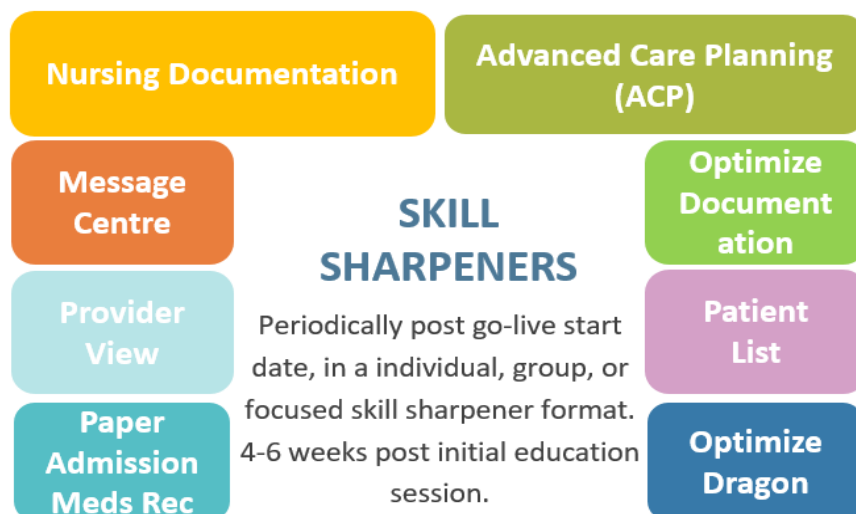 Nursing Documentation
Advanced Care Planning
(ACP)
Message
Centre
Provider
View
Paper
Admission
Meds Rec
SKILL
SHARPENERS
Periodically post go-live start
date, in a individual, group, or
focused skill sharpener format.
4-6 weeks post initial education
session.
Optimize
Document
ation
Patient
List
Optimize
Dragon